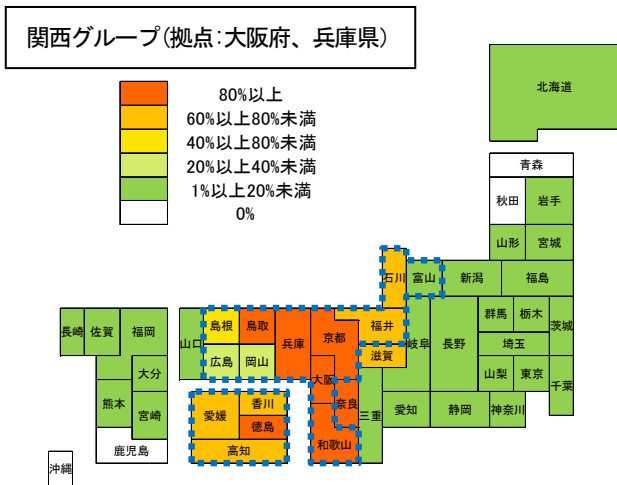 関西グループ(拠点:大阪府、兵庫県)
80%以上
60%以上80%未満
40%以上80%未満
20%以上40%未満
1%以上20%未満
0%
北海道
青森
秋田
岩手
山形
宮城
石川
富山
新潟
福島
長崎
佐賀
福岡
山口
島根
鳥取
兵庫
京都
福井
岐阜
長野
群馬
栃木
茨城
埼玉
滋賀
広島
岡山
大分
山梨
東京
千葉
大阪
奈良
熊本
宮崎
愛媛
香川
徳島
高知
和歌山
三重
愛知
静岡
神奈川
鹿児島
沖縄